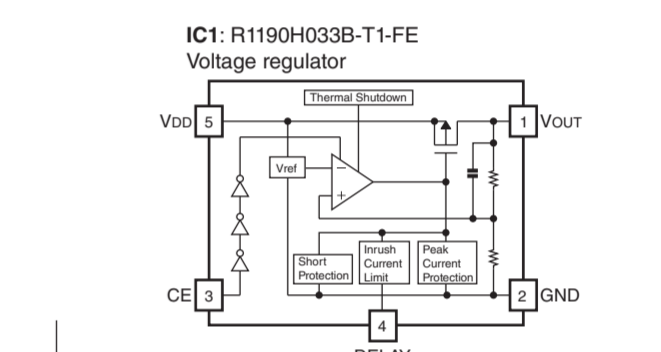 IC1: R1190H033B-T1-FE
Voltage regulator
Thermal Shutdown
VDD 5
1 VOUT
Vref
−
+
Short
Protection
Inrush
Current
Limit
Peak
Current
Protection
CE 3
2 GND
4
DELAY